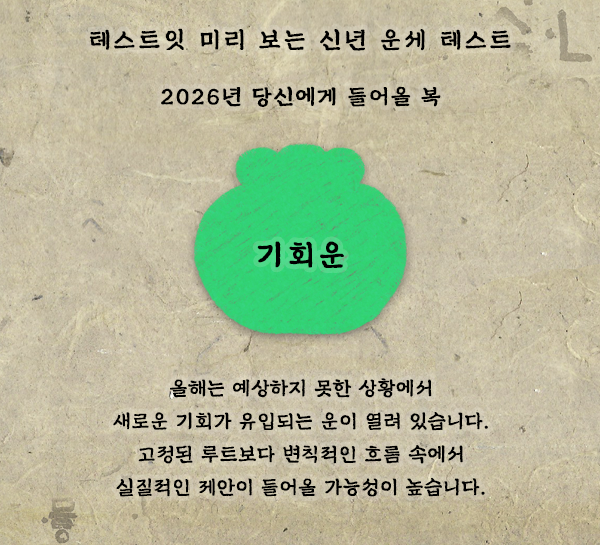 테스트잇 미리 보는 신년 운세 테스트
2026년 당신에게 들어올 복
기회운
올해는 예상하지 못한 상황에서
새로운 기회가 유입되는 운이 열려 있습니다.
고정된 루트보다 변칙적인 흐름 속에서
실질적인 제안이 들어올 가능성이 높습니다.